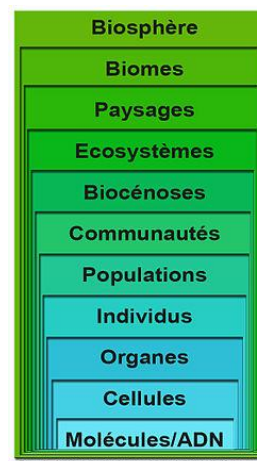 Biosphère
Biomes
Paysages
Ecosystèmes
Biocénoses
Communautés
Populations
Individus
Organes
Cellules
Molécules/ADN